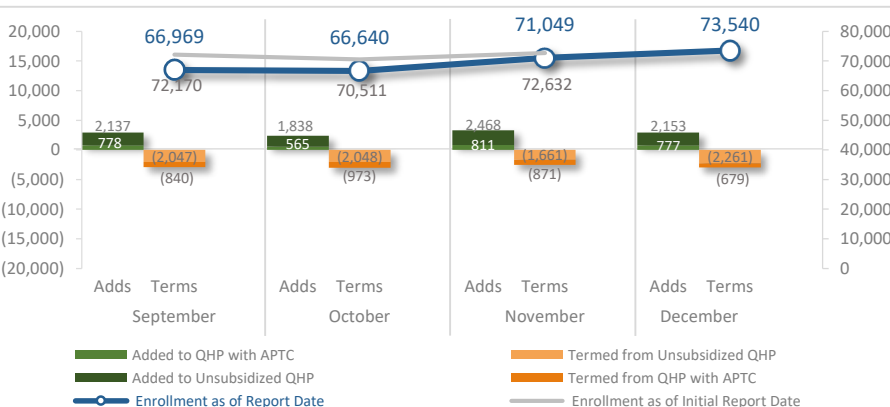 20,000 66,969 66,640 71,049 73,540 80,000
15,000 72,170 70,511 72,632 70,000
10,000 60,000
5,000 2,137 1,838 2,468 2,153 50,000
0 778 (2,047) 565 (2,048) 811 (1,661) 777 (2,261) 40,000
(5,000) (840) (973) (871) (679) 30,000
(10,000) 20,000
(15,000) 10,000
(20,000) 0
Adds Terms Adds Terms Adds Terms Adds Terms
September October November December
Added to QHP with APTC Termed from Unsubsidized QHP
Added to Unsubsidized QHP Termed from QHP with APTC
Enrollment as of Report Date Enrollment as of Initial Report Date